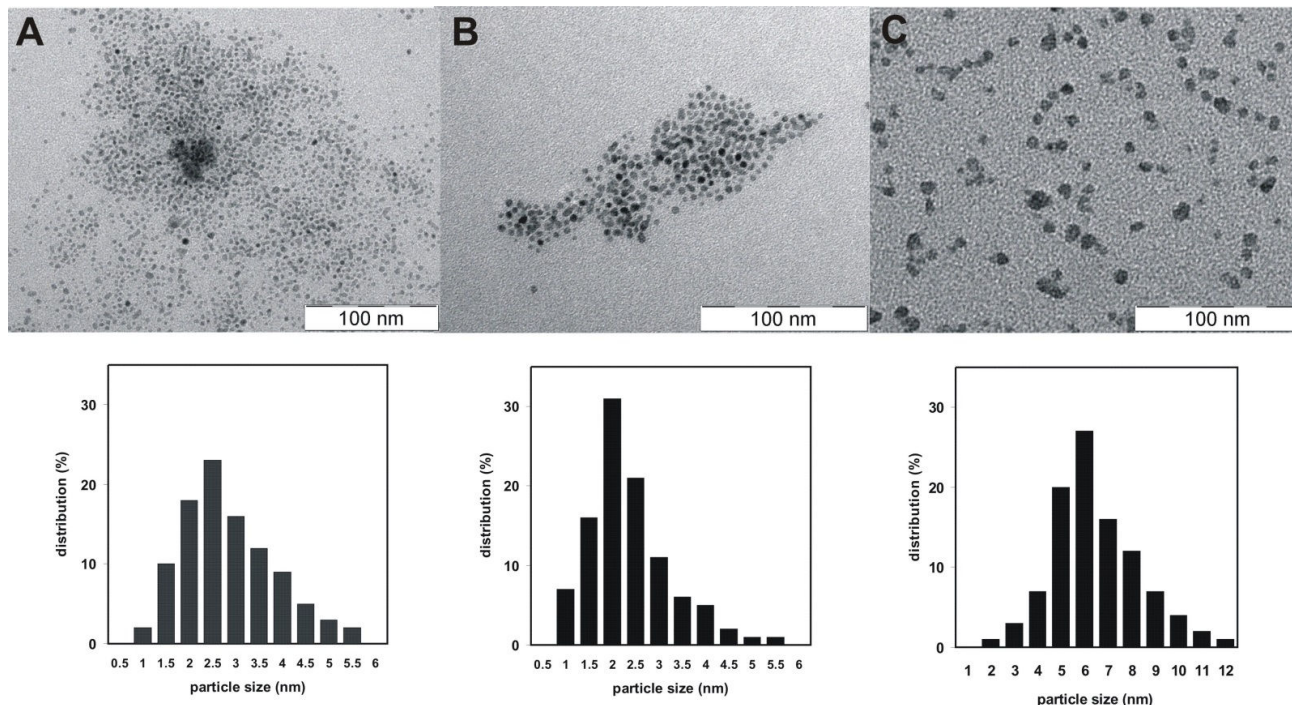 A
B
C
100 nm
100 nm
100 nm
30
20
10
0
distribution (%)
0.5 1 1.5 2 2.5 3 3.5 4 4.5 5 5.5 6
particle size (nm)
30
20
10
0
distribution (%)
0.5 1 1.5 2 2.5 3 3.5 4 4.5 5 5.5 6
particle size (nm)
30
20
10
0
distribution (%)
1 2 3 4 5 6 7 8 9 10 11 12
particle size (nm)